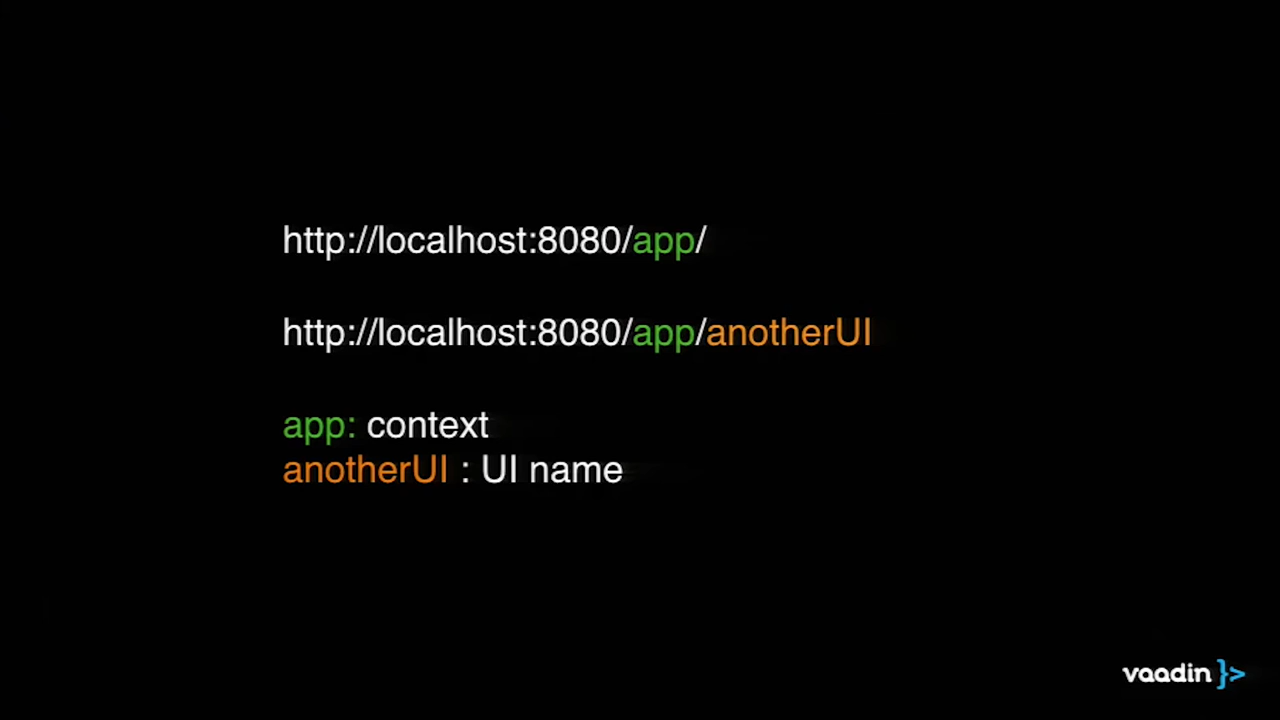 http://localhost:8080/app/
http://localhost:8080/app/anotherUI
app: context
anotherUI : UI name
vaadin }>